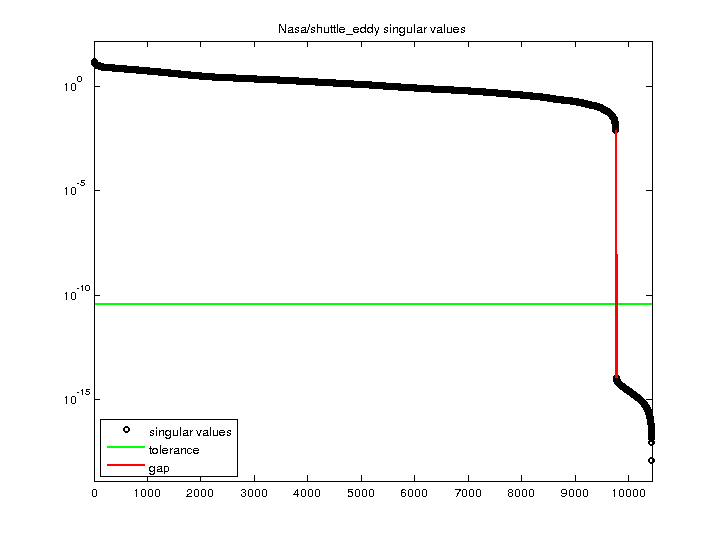 Nasa/shuttle_eddy singular values
10^0
10^-5
10^-10
10^-15
singular values
tolerance
gap
0 1000 2000 3000 4000 5000 6000 7000 8000 9000 10000